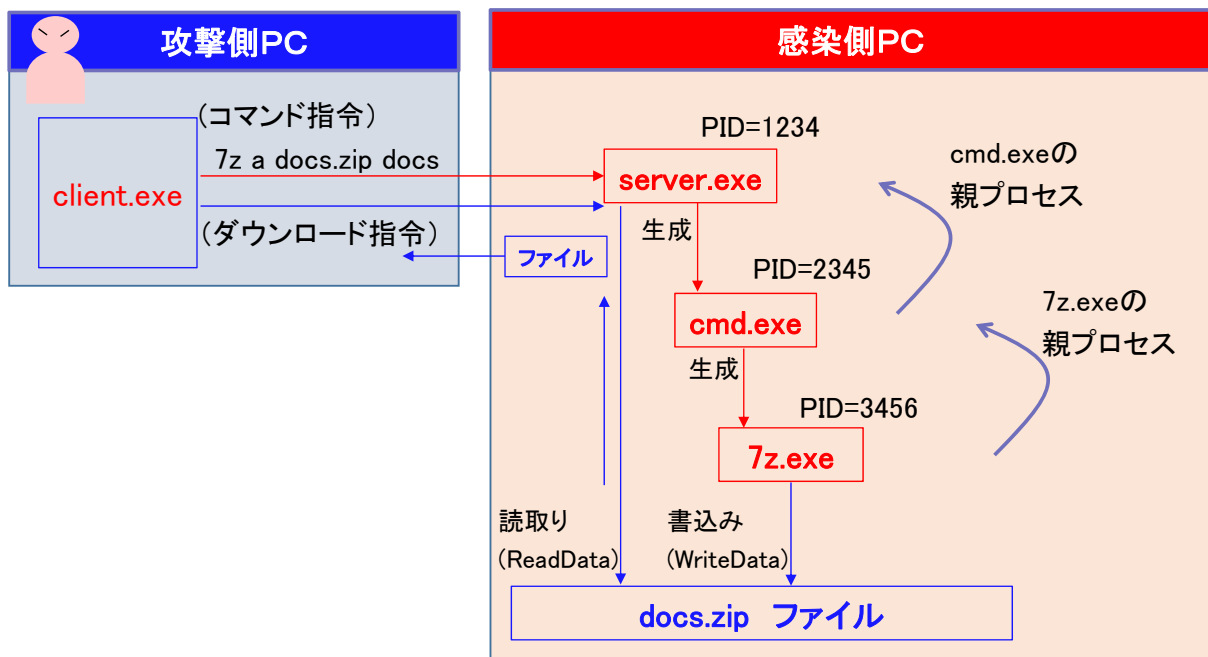 攻撃側PC
感染側PC
(コマンド指令)
7z a docs.zip docs
client.exe
(ダウンロード指令)
ファイル
PID=1234
server.exe
生成
PID=2345
cmd.exe
生成
PID=3456
7z.exe
cmd.exeの
親プロセス
7z.exeの
親プロセス
読取り
(ReadData)
書込み
(WriteData)
docs.zip ファイル